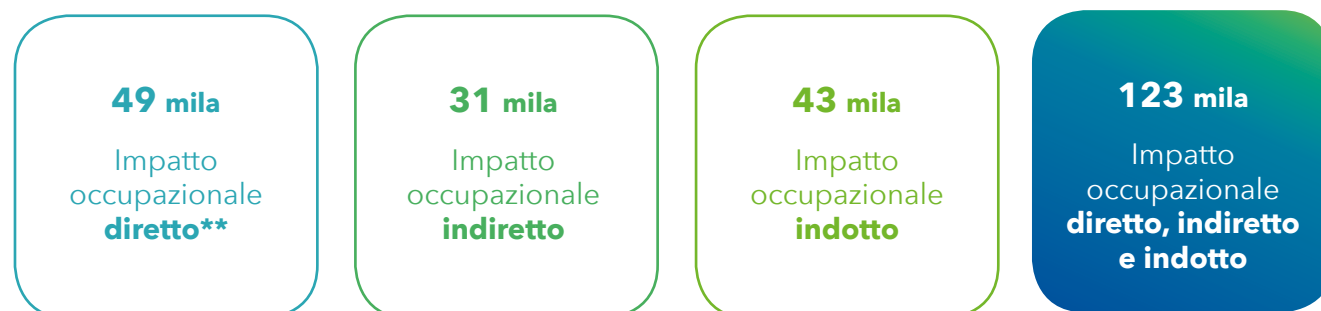 49 mila
Impatto
occupazionale
diretto**
31 mila
Impatto
occupazionale
indiretto
43 mila
Impatto
occupazionale
indotto
123 mila
Impatto
occupazionale
diretto, indiretto
e indotto